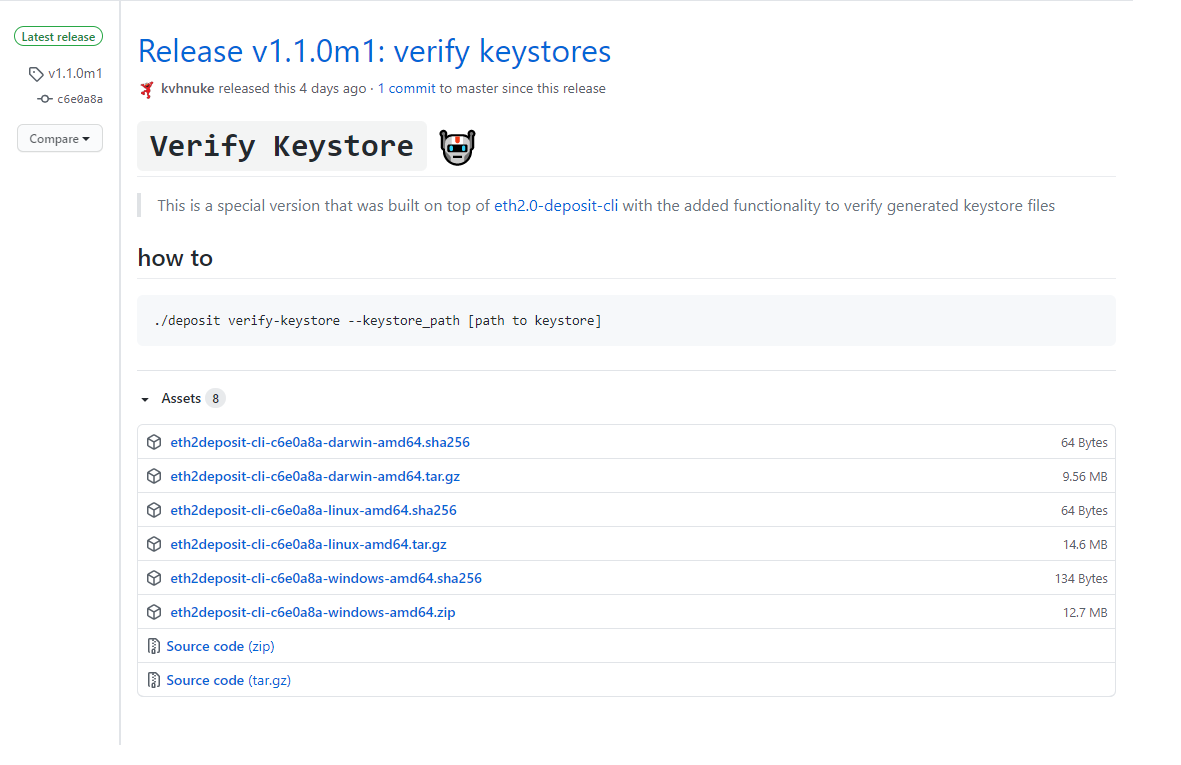 Latest release
v1.1.0m1
c6e0a8a
Compare
Release v1.1.0m1: verify keystores
kvhnuke released this 4 days ago · 1 commit to master since this release
Verify Keystore
This is a special version that was built on top of eth2.0-deposit-cli with the added functionality to verify generated keystore files
how to
./deposit verify-keystore --keystore_path [path to keystore]
Assets 8
eth2deposit-cli-c6e0a8a-darwin-amd64.sha256 64 Bytes
eth2deposit-cli-c6e0a8a-darwin-amd64.tar.gz 9.56 MB
eth2deposit-cli-c6e0a8a-linux-amd64.sha256 64 Bytes
eth2deposit-cli-c6e0a8a-linux-amd64.tar.gz 14.6 MB
eth2deposit-cli-c6e0a8a-windows-amd64.sha256 134 Bytes
eth2deposit-cli-c6e0a8a-windows-amd64.zip 12.7 MB
Source code (zip)
Source code (tar.gz)